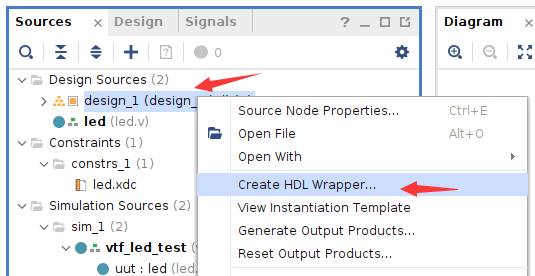 Sources
Design
Signals
Diagram
0
Design Sources (2)
design_1 (design_
led (led.v)
Constraints (1)
constrs_1 (1)
led.xdc
Simulation Sources (2)
sim_1
vtf_led_test (
uut : led (led.v)
Source Node Properties... Ctrl+E
Open File Alt+O
Open With
Create HDL Wrapper...
View Instantiation Template
Generate Output Products...
Reset Output Products...